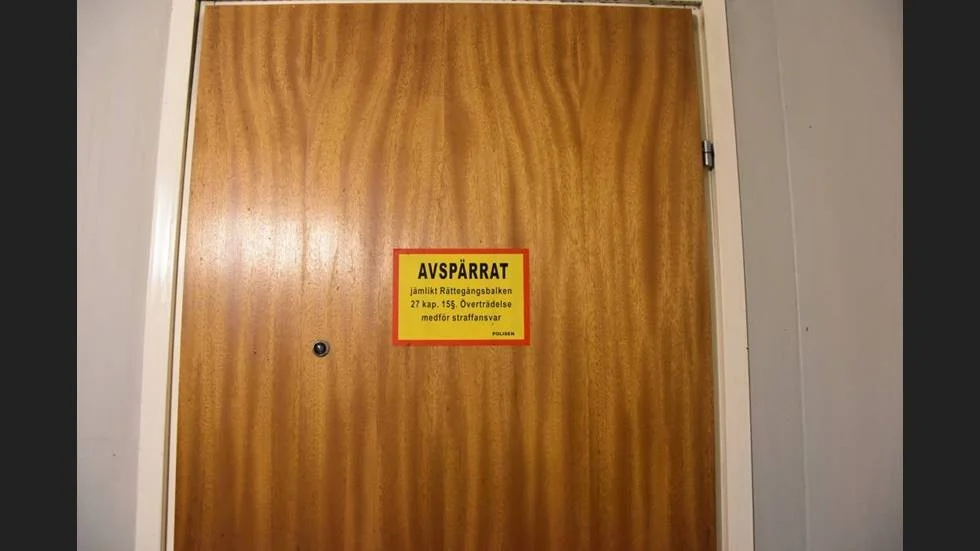 AVSPÄRRAT
jämlikt Rättegångsbalken
27 kap. 15§. Överträdelse
medför straffansvar
POLISEN